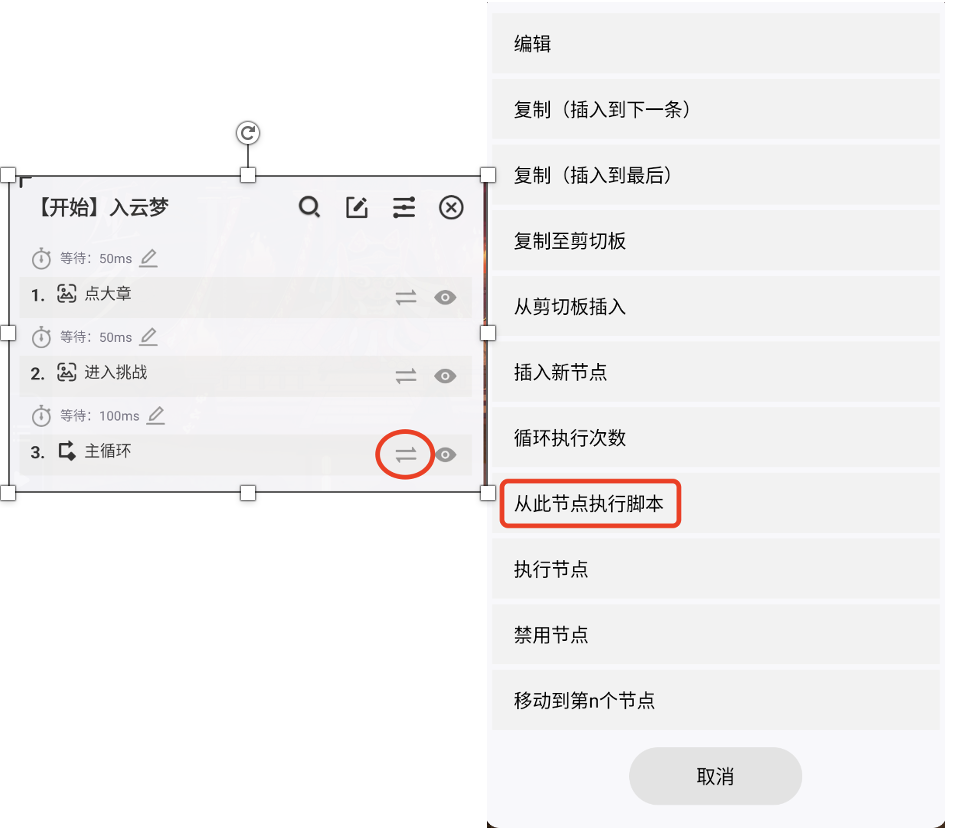 【开始】入云梦
等待：50ms
1. 点大章
等待：50ms
2. 进入挑战
等待：100ms
3. 主循环
编辑
复制（插入到下一条）
复制（插入到最后）
复制至剪切板
从剪切板插入
插入新节点
循环执行次数
从此节点执行脚本
执行节点
禁用节点
移动到第n个节点
取消